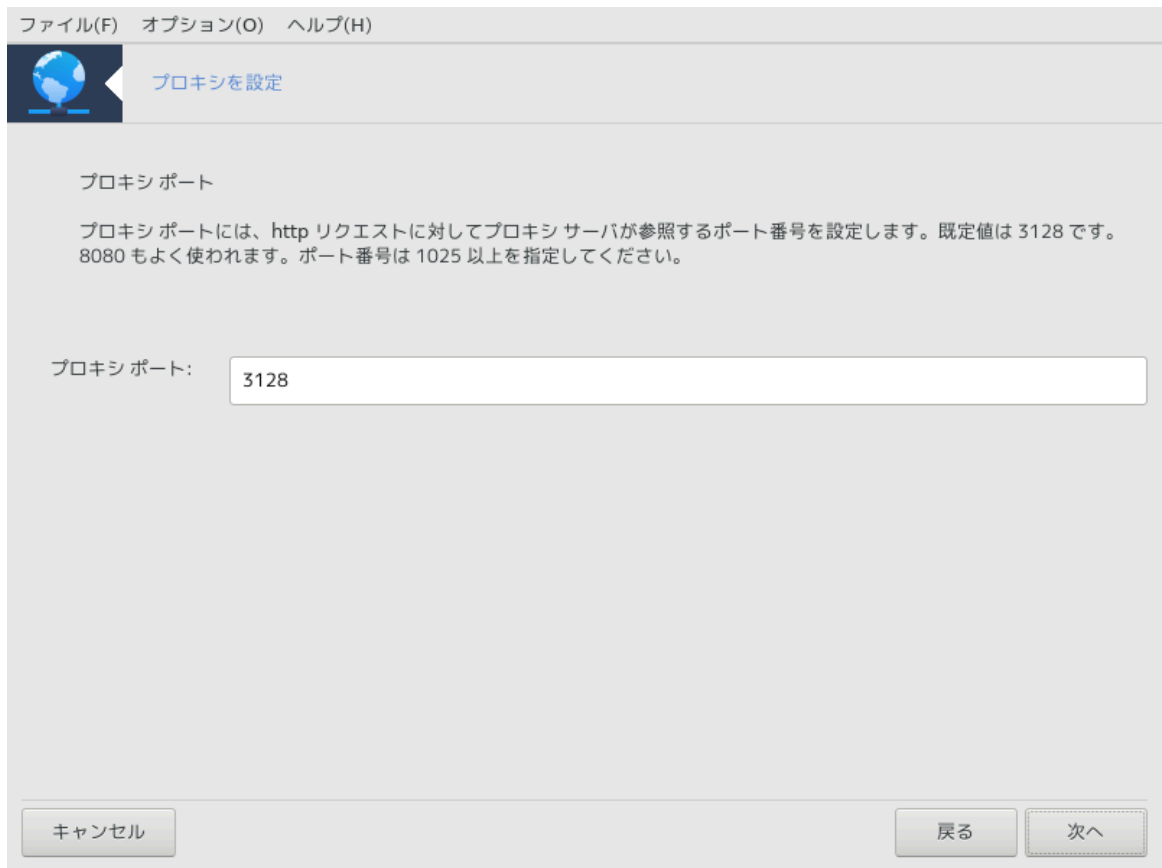 ファイル(F) オプション(O) ヘルプ(H)
プロキシを設定
プロキシ ポート
プロキシ ポートには、http リクエストに対してプロキシ サーバが参照するポート番号を設定します。既定値は 3128 です。
8080 もよく使われます。ポート番号は 1025 以上を指定してください。
プロキシ ポート: 3128
キャンセル 戻る 次へ